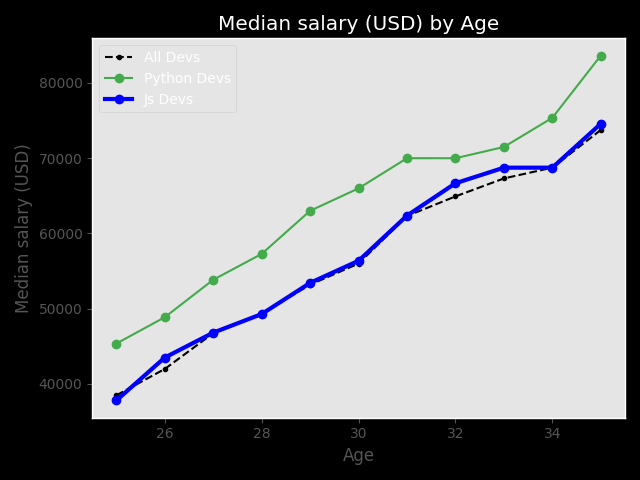 Median salary (USD) by Age
All Devs
Python Devs
Js Devs
Median salary (USD)
80000
70000
60000
50000
40000
26 28 30 32 34
Age